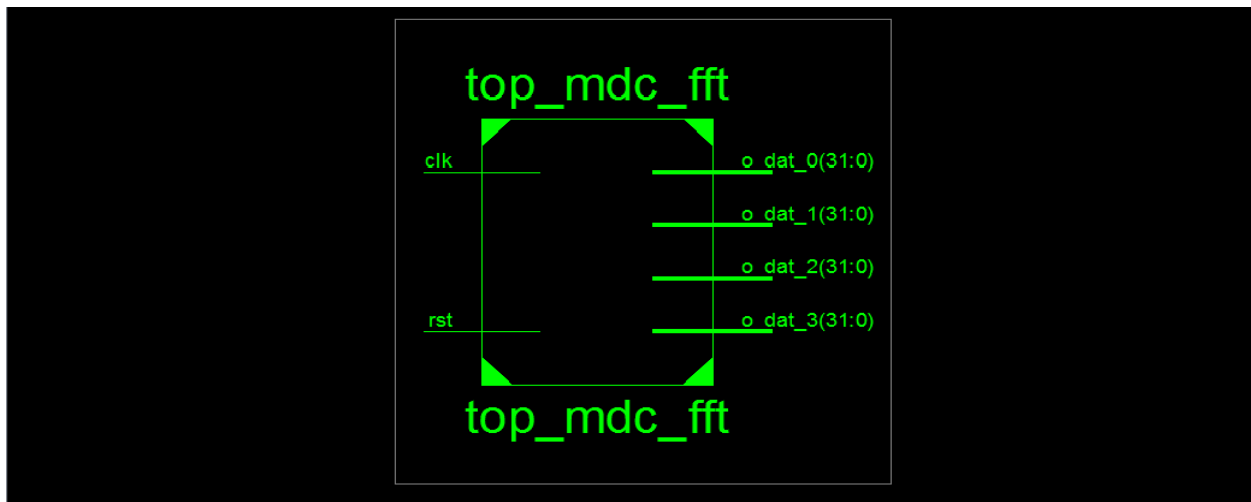 top_mdc_fft
clk
o_dat_0(31:0)
o_dat_1(31:0)
o_dat_2(31:0)
rst
o_dat_3(31:0)
top_mdc_fft